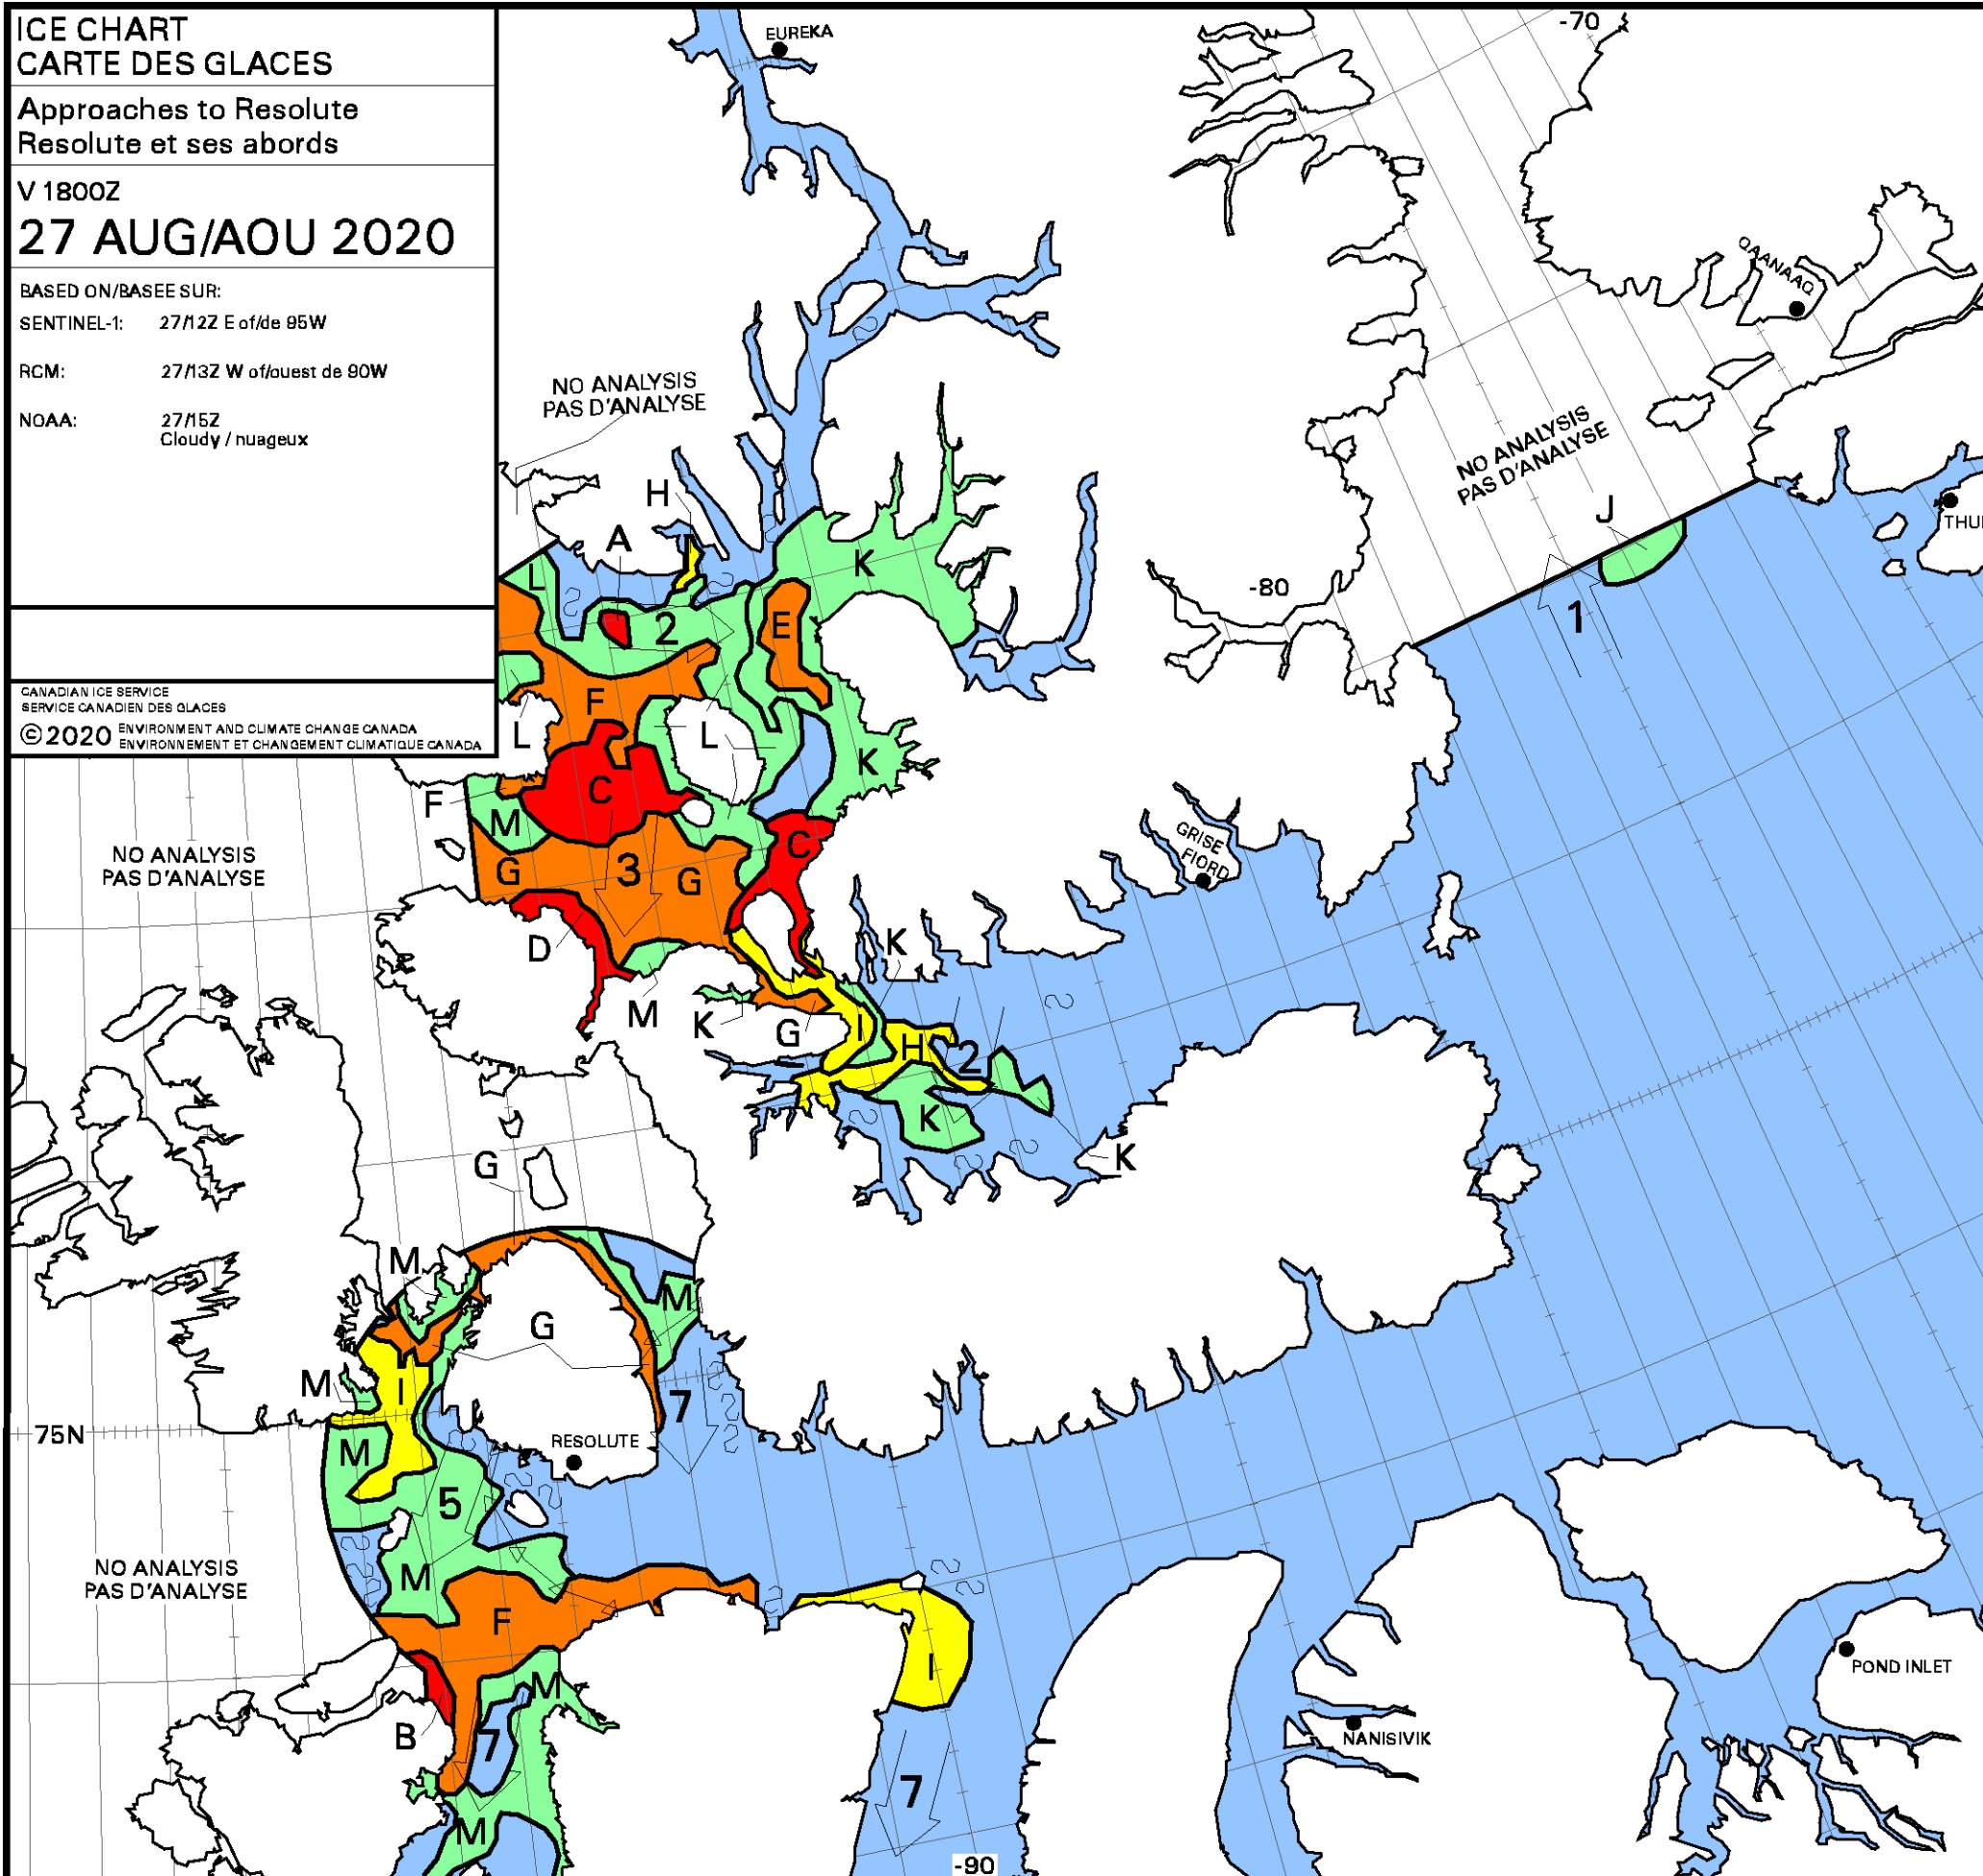 ICE CHART
CARTE DES GLACES
Approaches to Resolute
Resolute et ses abords
V 1800Z
27 AUG/AOU 2020
BASED ON/BASEE SUR:
SENTINEL-1: 27/12Z E of/de 95W
RCM: 27/13Z W of/ouest de 90W
NOAA: 27/15Z
Cloudy / nuageux
CANADIAN ICE SERVICE
SERVICE CANADIEN DES GLACES
© 2020 ENVIRONMENT AND CLIMATE CHANGE CANADA
ENVIRONNEMENT ET CHANGEMENT CLIMATIQUE CANADA
-70
EUREKA
QAANAAQ
NO ANALYSIS
PAS D'ANALYSE
NO ANALYSIS
PAS D'ANALYSE
H
A
J
K
L
-80
1
2
E
F
L
L
K
C
F
M
C
GRISE
FIORD
NO ANALYSIS
PAS D'ANALYSE
G
3
G
D
K
M
K
G
I
H
2
K
K
G
M
M
G
M
I
7
75N
M
RESOLUTE
5
NO ANALYSIS
PAS D'ANALYSE
M
F
I
M
B
7
POND INLET
NANISIVIK
7
M
-90